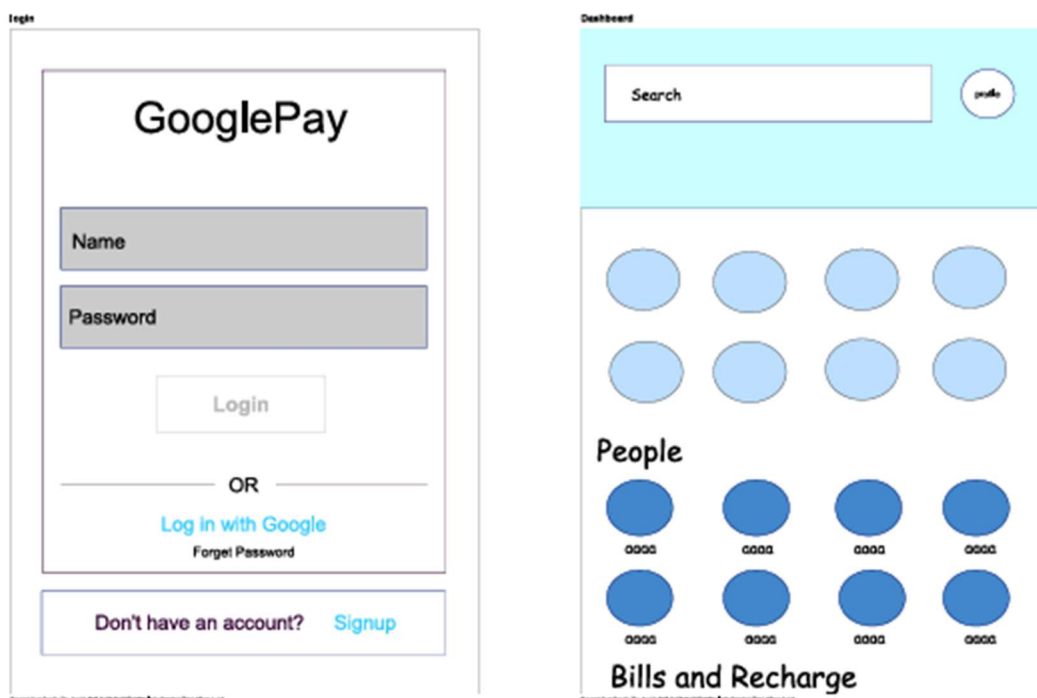 login
GooglePay
Name
Password
Login
OR
Log in with Google
Forget Password
Don't have an account? Signup
Dashboard
Search
profile
People
aaaa aaaa aaaa aaaa
aaaa aaaa aaaa aaaa
Bills and Recharge